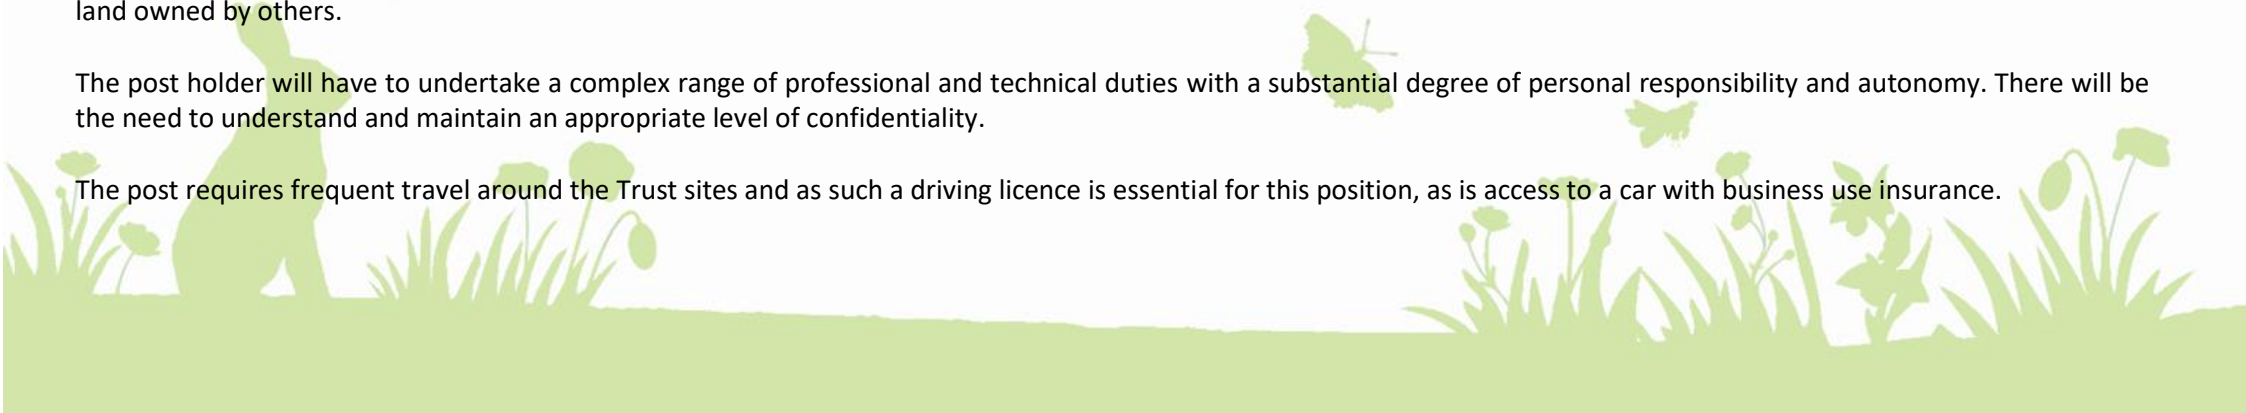 land owned by others.
The post holder will have to undertake a complex range of professional and technical duties with a substantial degree of personal responsibility and autonomy. There will be
the need to understand and maintain an appropriate level of confidentiality.
The post requires frequent travel around the Trust sites and as such a driving licence is essential for this position, as is access to a car with business use insurance.